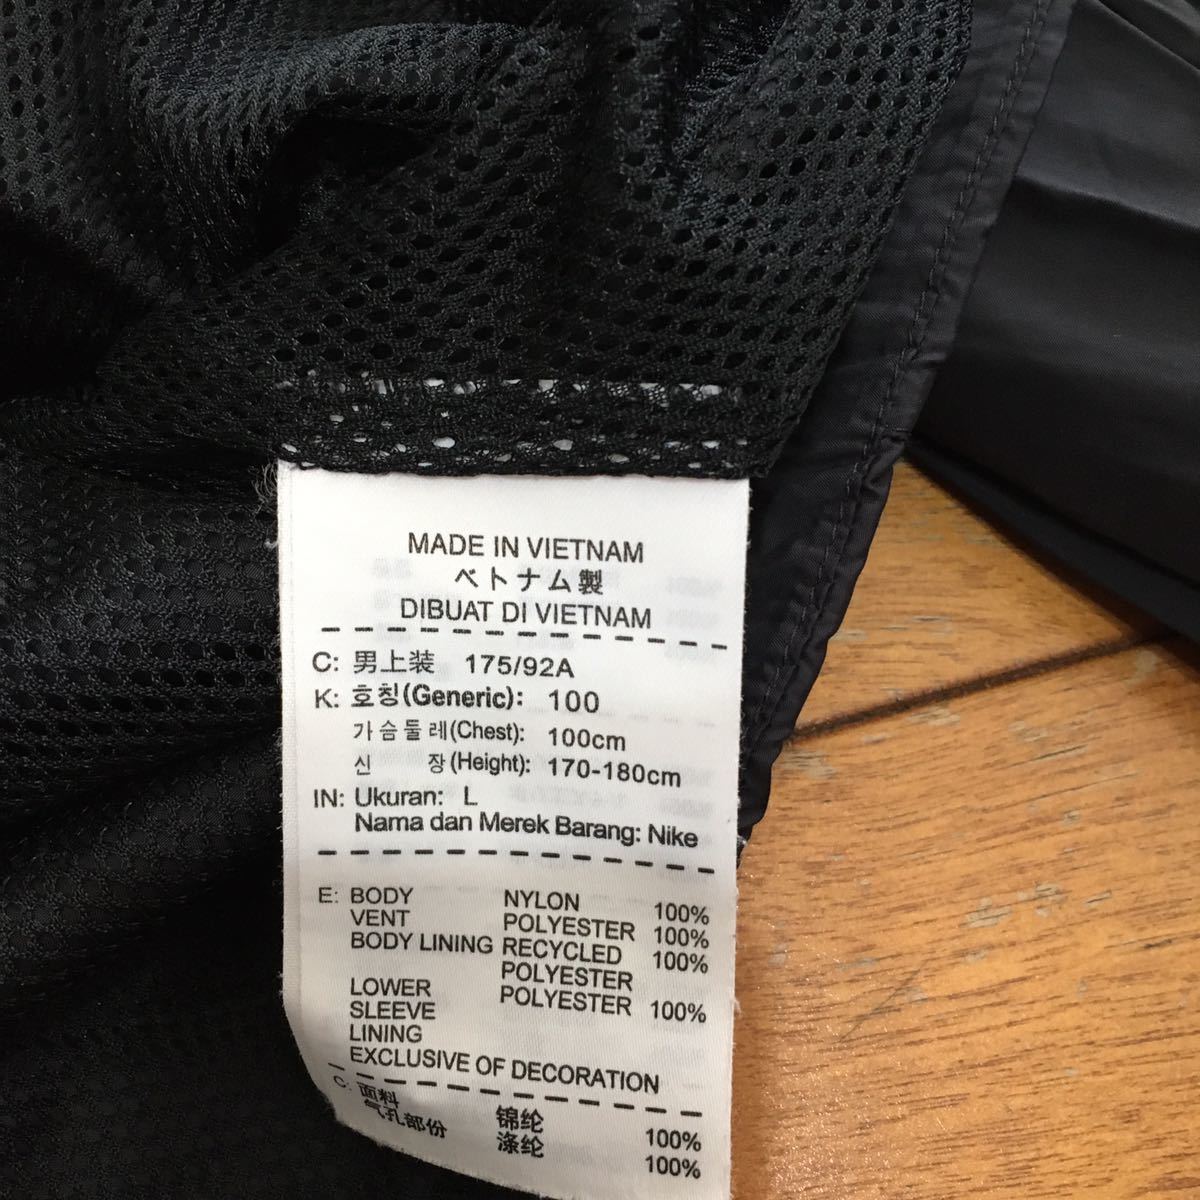 MADE IN VIETNAM
ベトナム製
DIBUAT DI VIETNAM
C: 男上装 175/92A
K: 호칭(Generic): 100
가슴둘레(Chest): 100cm
신 장(Height): 170-180cm
IN: Ukuran: L
Nama dan Merek Barang: Nike
E: BODY NYLON 100%
VENT POLYESTER 100%
BODY LINING RECYCLED 100%
POLYESTER
LOWER POLYESTER 100%
SLEEVE
LINING
EXCLUSIVE OF DECORATION
C: 面料 锦纶 100%
气孔部份 涤纶 100%